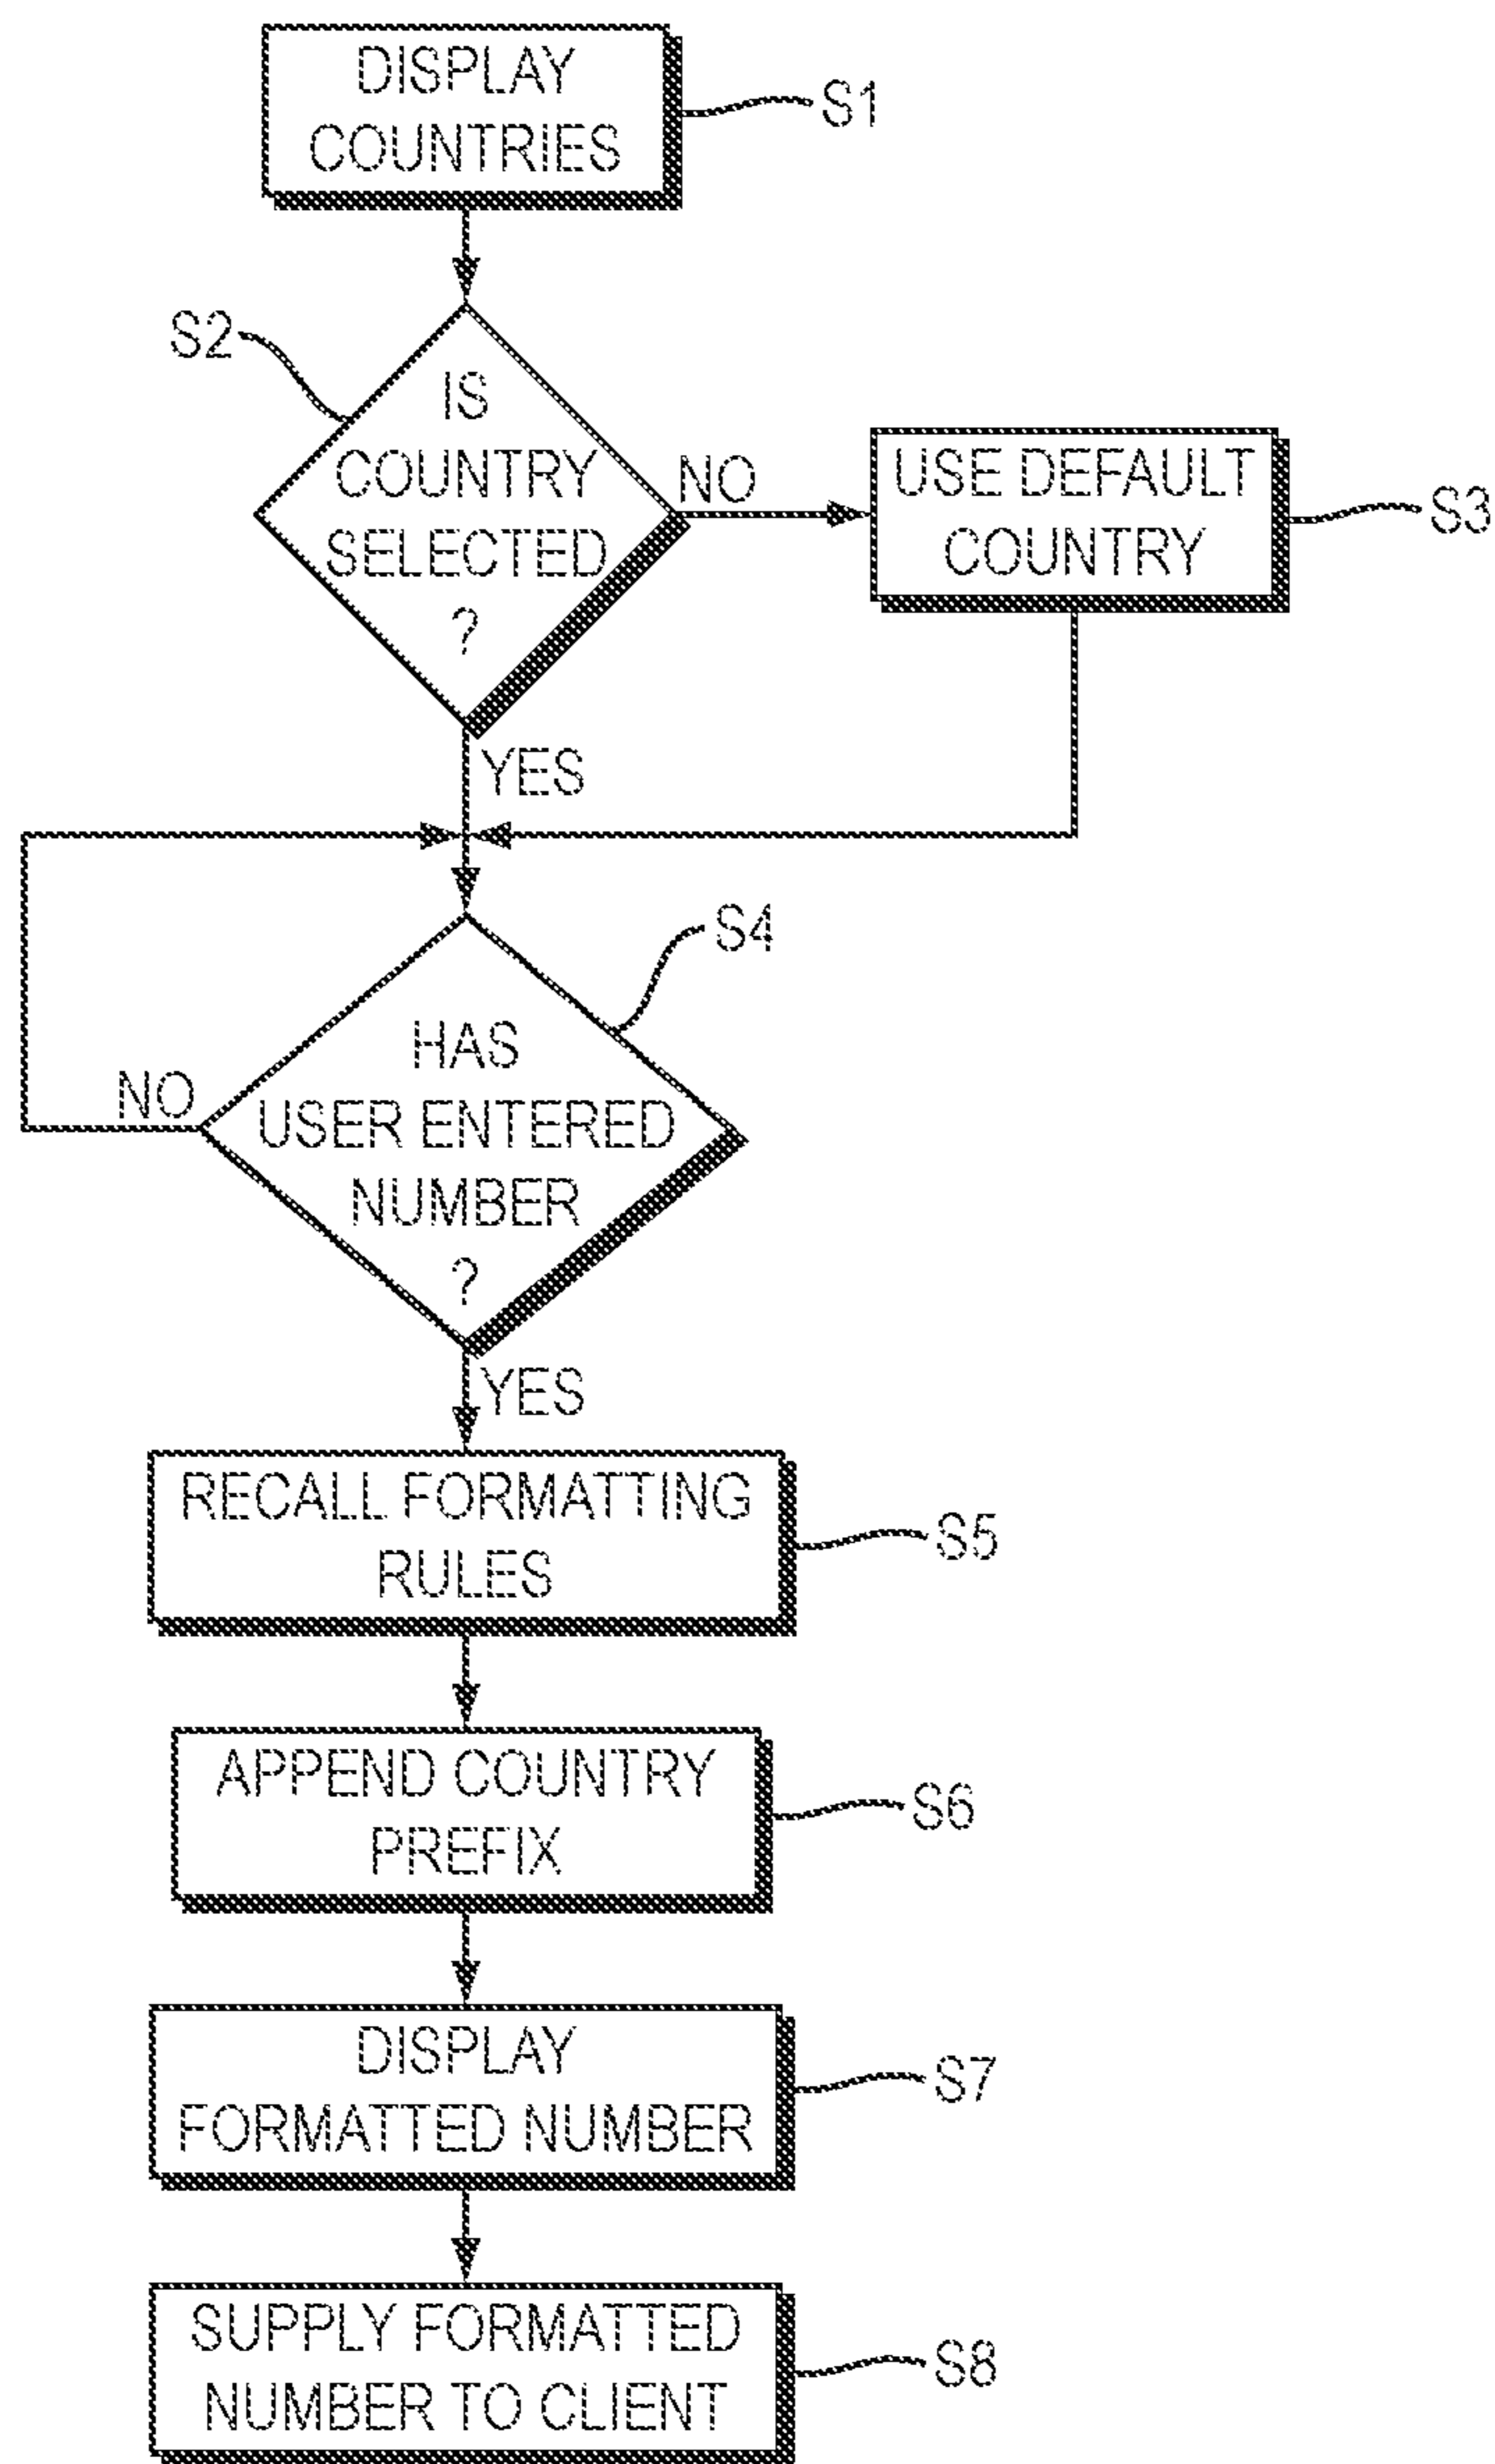 DISPLAY
COUNTRIES
S1
S2
IS
COUNTRY
SELECTED
?
NO
USE DEFAULT
COUNTRY
S3
YES
S4
HAS
USER ENTERED
NUMBER
?
NO
YES
RECALL FORMATTING
RULES
S5
APPEND COUNTRY
PREFIX
S6
DISPLAY
FORMATTED NUMBER
S7
SUPPLY FORMATTED
NUMBER TO CLIENT
S8